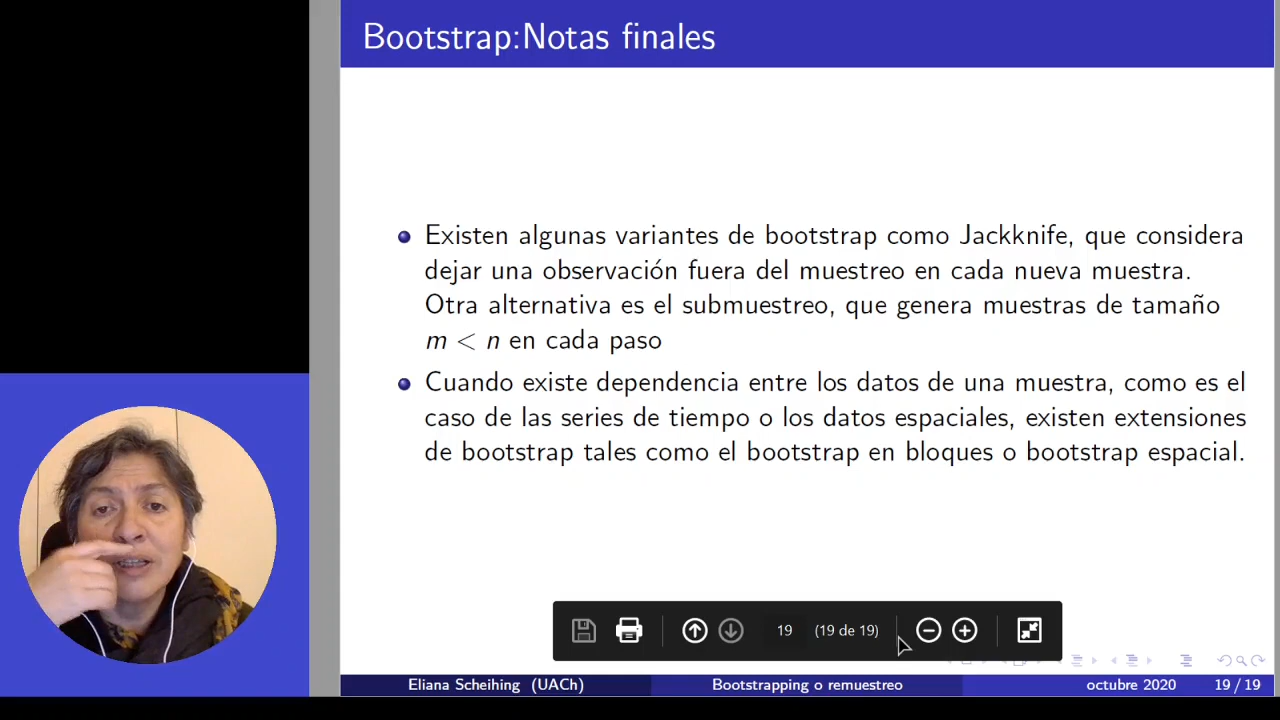 Bootstrap:Notas finales
Existen algunas variantes de bootstrap como Jackknife, que considera
dejar una observación fuera del muestreo en cada nueva muestra.
Otra alternativa es el submuestreo, que genera muestras de tamaño
m < n en cada paso
Cuando existe dependencia entre los datos de una muestra, como es el
caso de las series de tiempo o los datos espaciales, existen extensiones
de bootstrap tales como el bootstrap en bloques o bootstrap espacial.
19 (19 de 19)
Eliana Scheihing (UACh) Bootstrapping o remuestreo octubre 2020 19 / 19